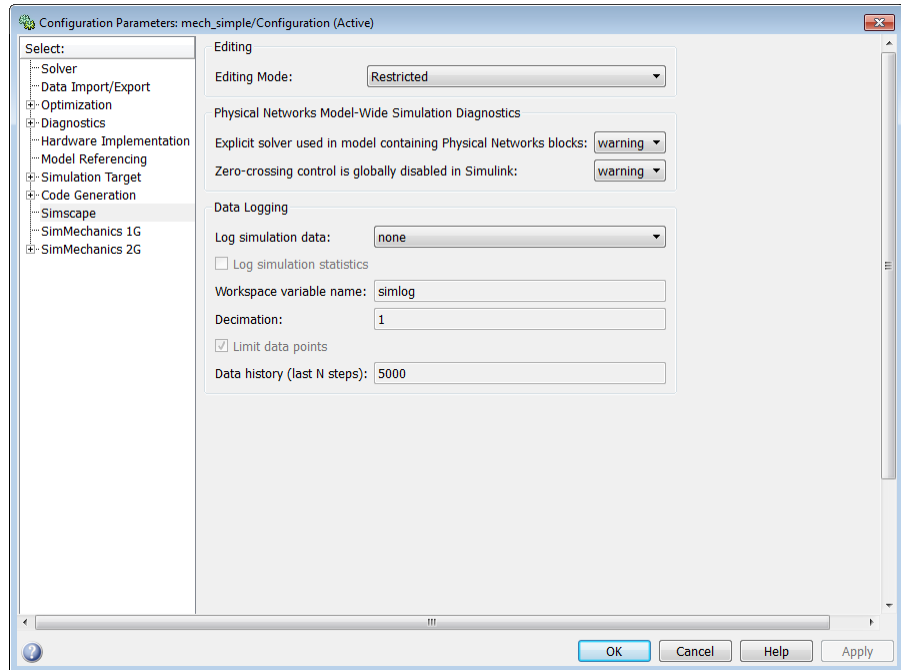 Configuration Parameters: mech_simple/Configuration (Active)
Select:
Solver
Data Import/Export
Optimization
Diagnostics
Hardware Implementation
Model Referencing
Simulation Target
Code Generation
Simscape
SimMechanics 1G
SimMechanics 2G
Editing
Editing Mode: Restricted
Physical Networks Model-Wide Simulation Diagnostics
Explicit solver used in model containing Physical Networks blocks: warning
Zero-crossing control is globally disabled in Simulink: warning
Data Logging
Log simulation data: none
Log simulation statistics
Workspace variable name: simlog
Decimation: 1
Limit data points
Data history (last N steps): 5000
OK Cancel Help Apply